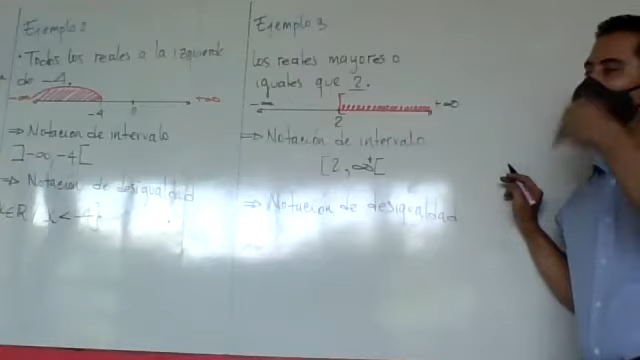 Ejemplo 2
• Todos los reales a la izquierda
de -4.
-∞ +∞
-4 0
⇒ Notación de intervalo
]-∞, -4[
⇒ Notación de desigualdad
x∈R / x < -4}
Ejemplo 3
Los reales mayores o
iguales que 2.
-∞ +∞
2
⇒ Notación de intervalo
[2, ∞+[
⇒ Notación de desigualdad